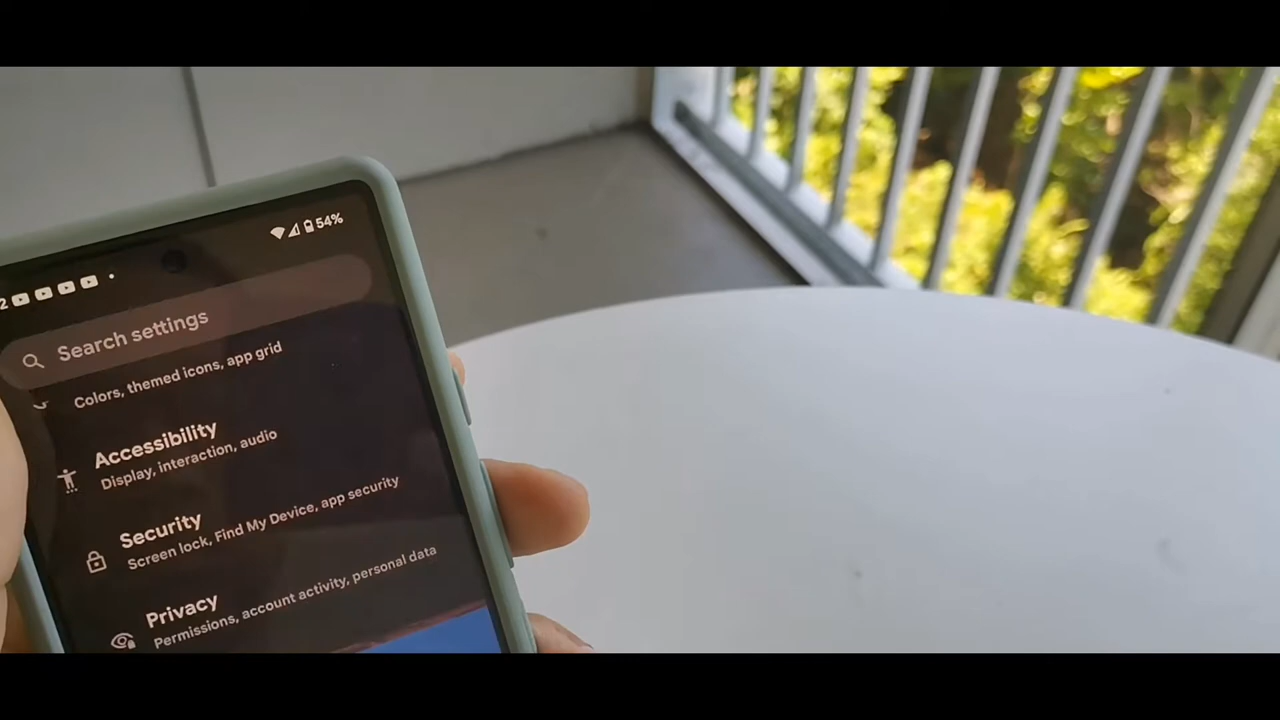 54%
2
Search settings
Colors, themed icons, app grid
Accessibility
Display, interaction, audio
Security
Screen lock, Find My Device, app security
Privacy
Permissions, account activity, personal data